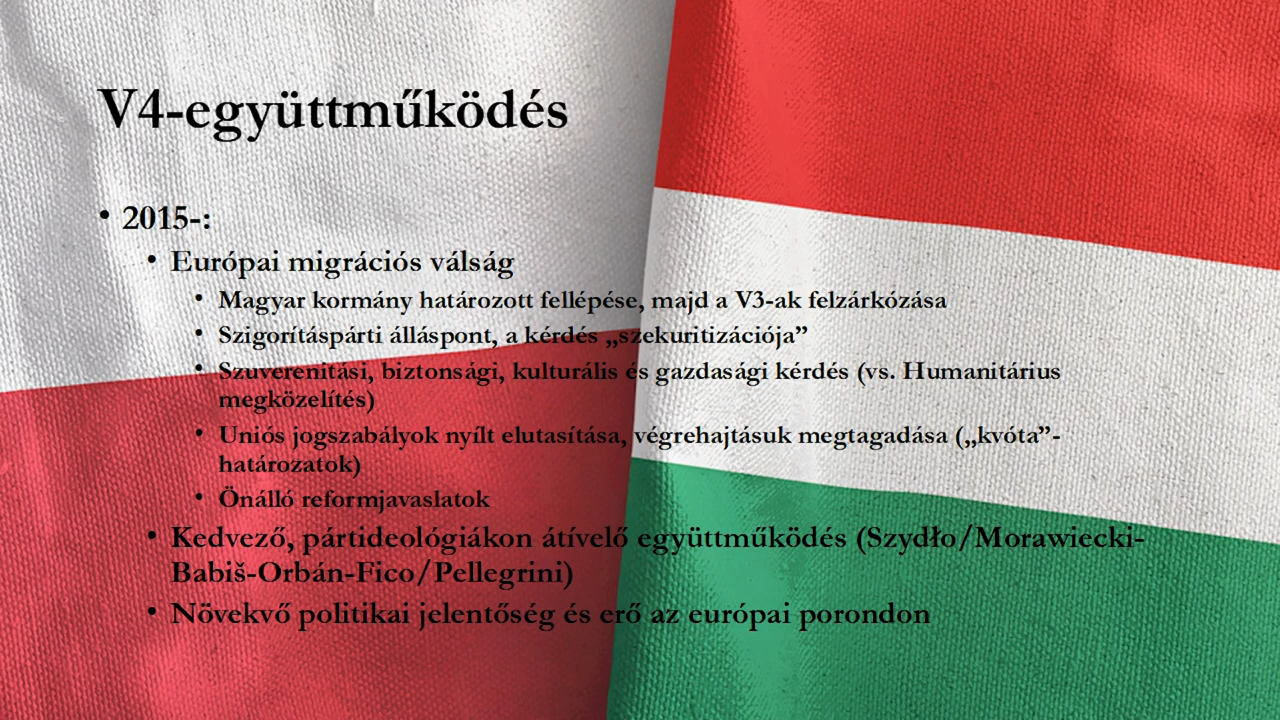 V4-együttműködés
• 2015-:
• Európai migrációs válság
• Magyar kormány határozott fellépése, majd a V3-ak felzárkózása
• Szigorításpárti álláspont, a kérdés „szekuritizációja”
• Szuverenitási, biztonsági, kulturális és gazdasági kérdés (vs. Humanitárius
megközelítés)
• Uniós jogszabályok nyílt elutasítása, végrehajtásuk megtagadása („kvóta”-
határozatok)
• Önálló reformjavaslatok
• Kedvező, pártideológiákon átívelő együttműködés (Szydło/Morawiecki-
Babiš-Orbán-Fico/Pellegrini)
• Növekvő politikai jelentőség és erő az európai porondon